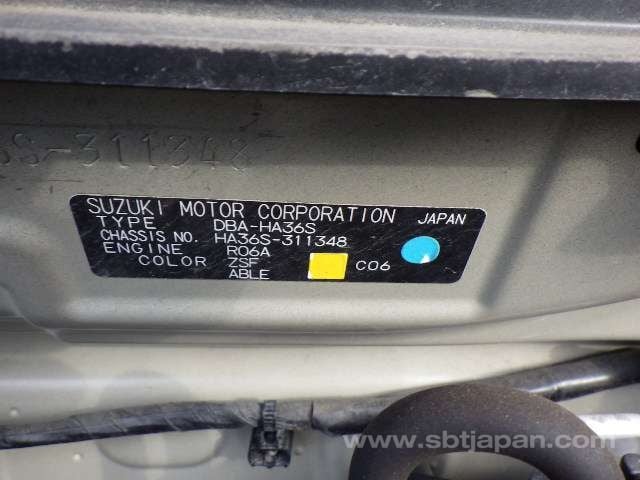 3S-311348
SUZUKI MOTOR CORPORATION JAPAN
TYPE DBA-HA36S
CHASSIS NO. HA36S-311348
ENGINE R06A
COLOR ZSF C06
ABLE
www.sbtjapan.com